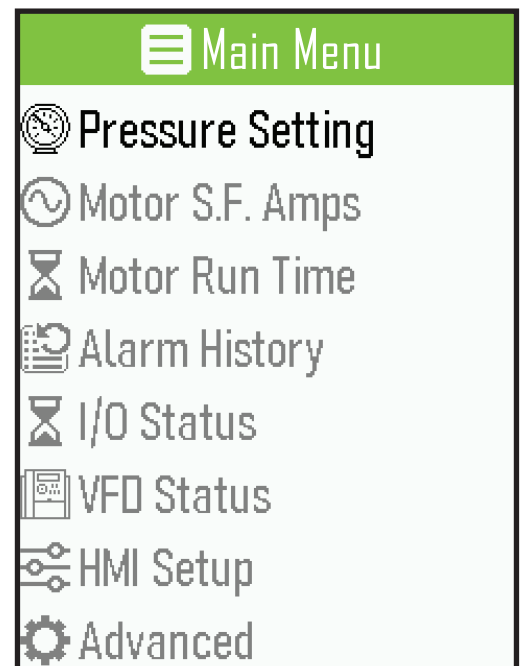 Main Menu
Pressure Setting
Motor S.F. Amps
Motor Run Time
Alarm History
I/O Status
VFD Status
HMI Setup
Advanced